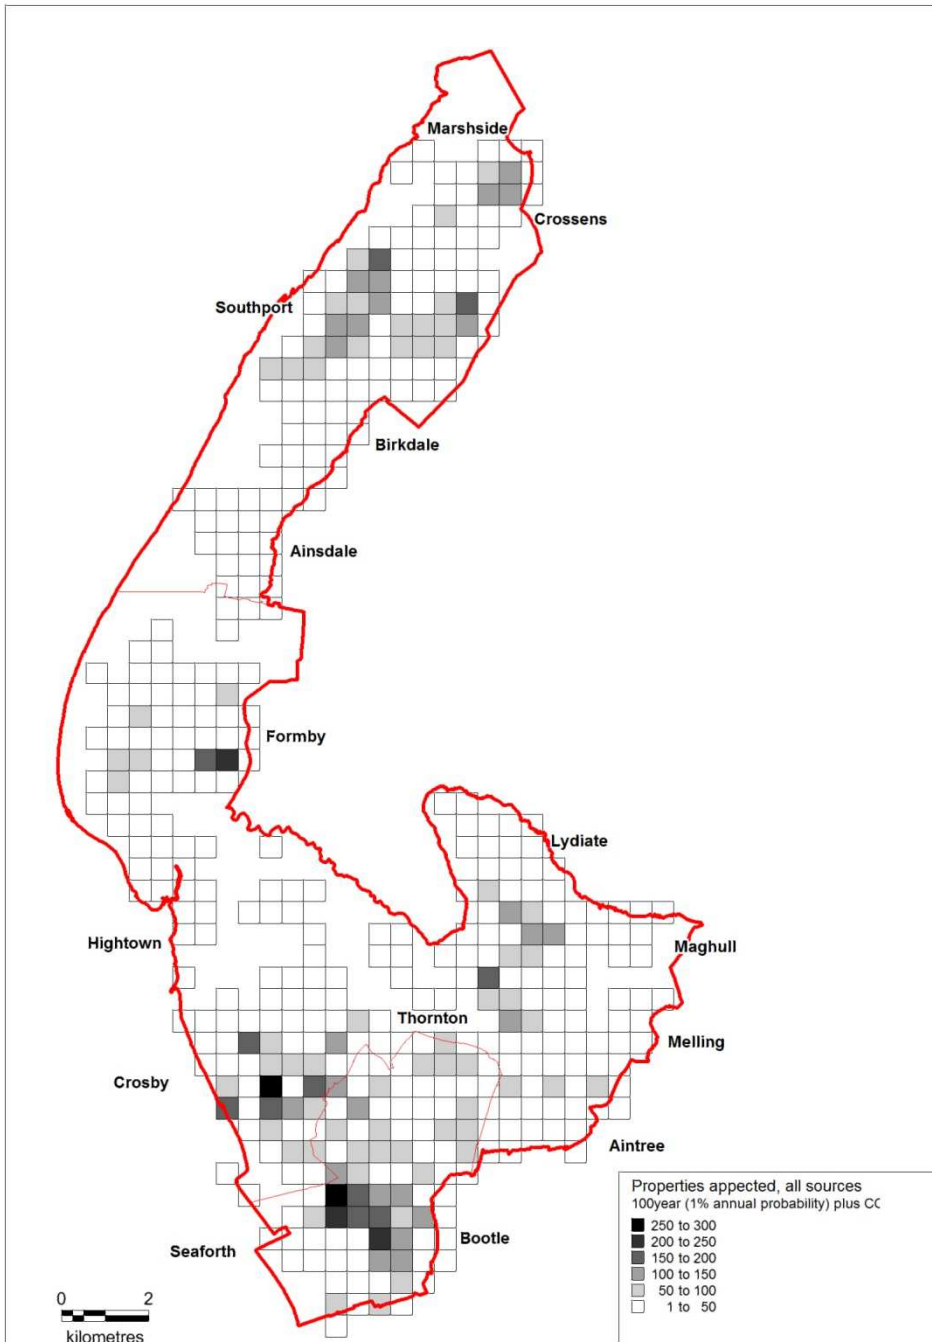 Marshside
Crossens
Southport
Birkdale
Ainsdale
Formby
Lydiate
Hightown
Maghull
Thornton
Melling
Crosby
Aintree
Properties appected, all sources
100year (1% annual probability) plus CC
250 to 300
200 to 250
150 to 200
100 to 150
50 to 100
1 to 50
Bootle
Seaforth
0 2
kilometres